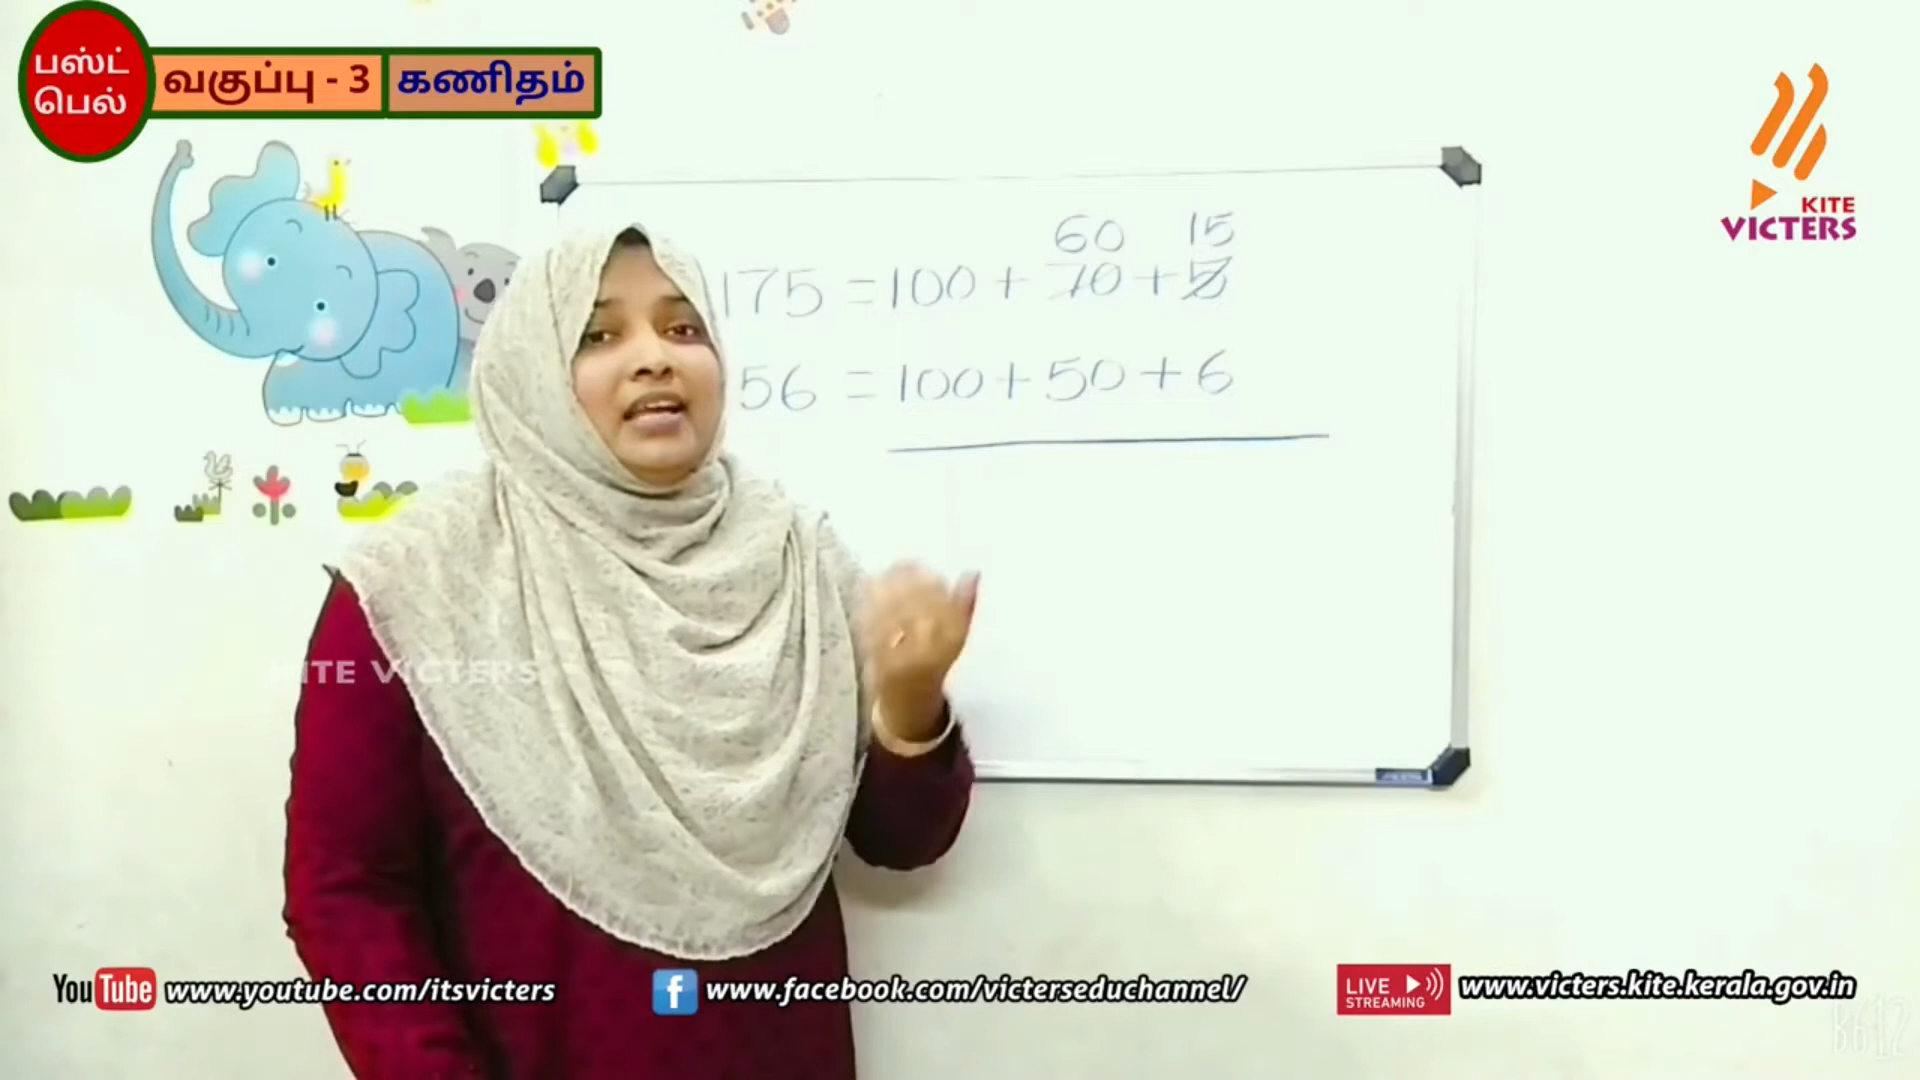 பஸ்ட்
பெல்
வகுப்பு - 3 கணிதம்
60 15
175 = 100 + 70 + 5
56 = 100 + 50 + 6
KITE
VICTERS
KITE VICTERS
YouTube www.youtube.com/itsvicters
f www.facebook.com/victerseduchannel/
LIVE STREAMING www.victers.kite.kerala.gov.in
B612